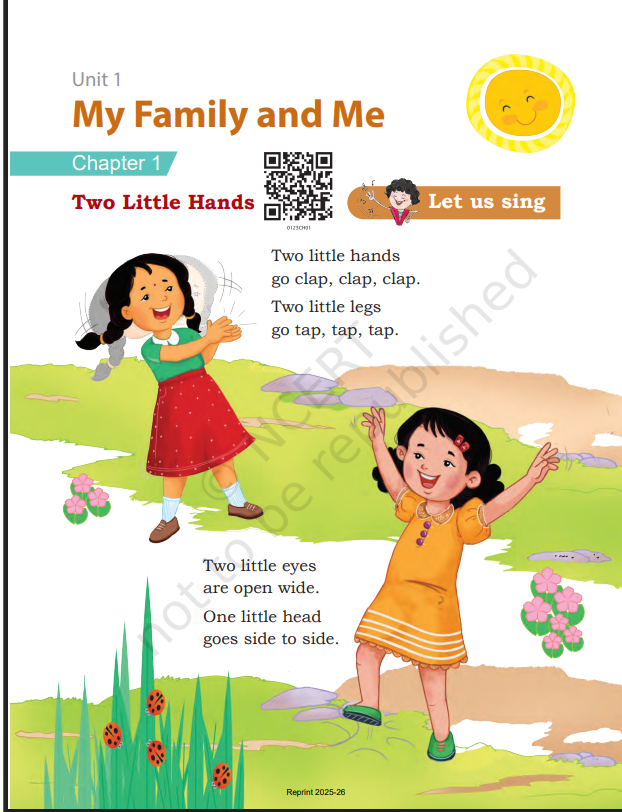 Unit 1
My Family and Me
Chapter 1
Two Little Hands
0123CH01
Let us sing
Two little hands
go clap, clap, clap.
Two little legs
go tap, tap, tap.
© NCERT
not to be republished
Two little eyes
are open wide.
One little head
goes side to side.
Reprint 2025-26